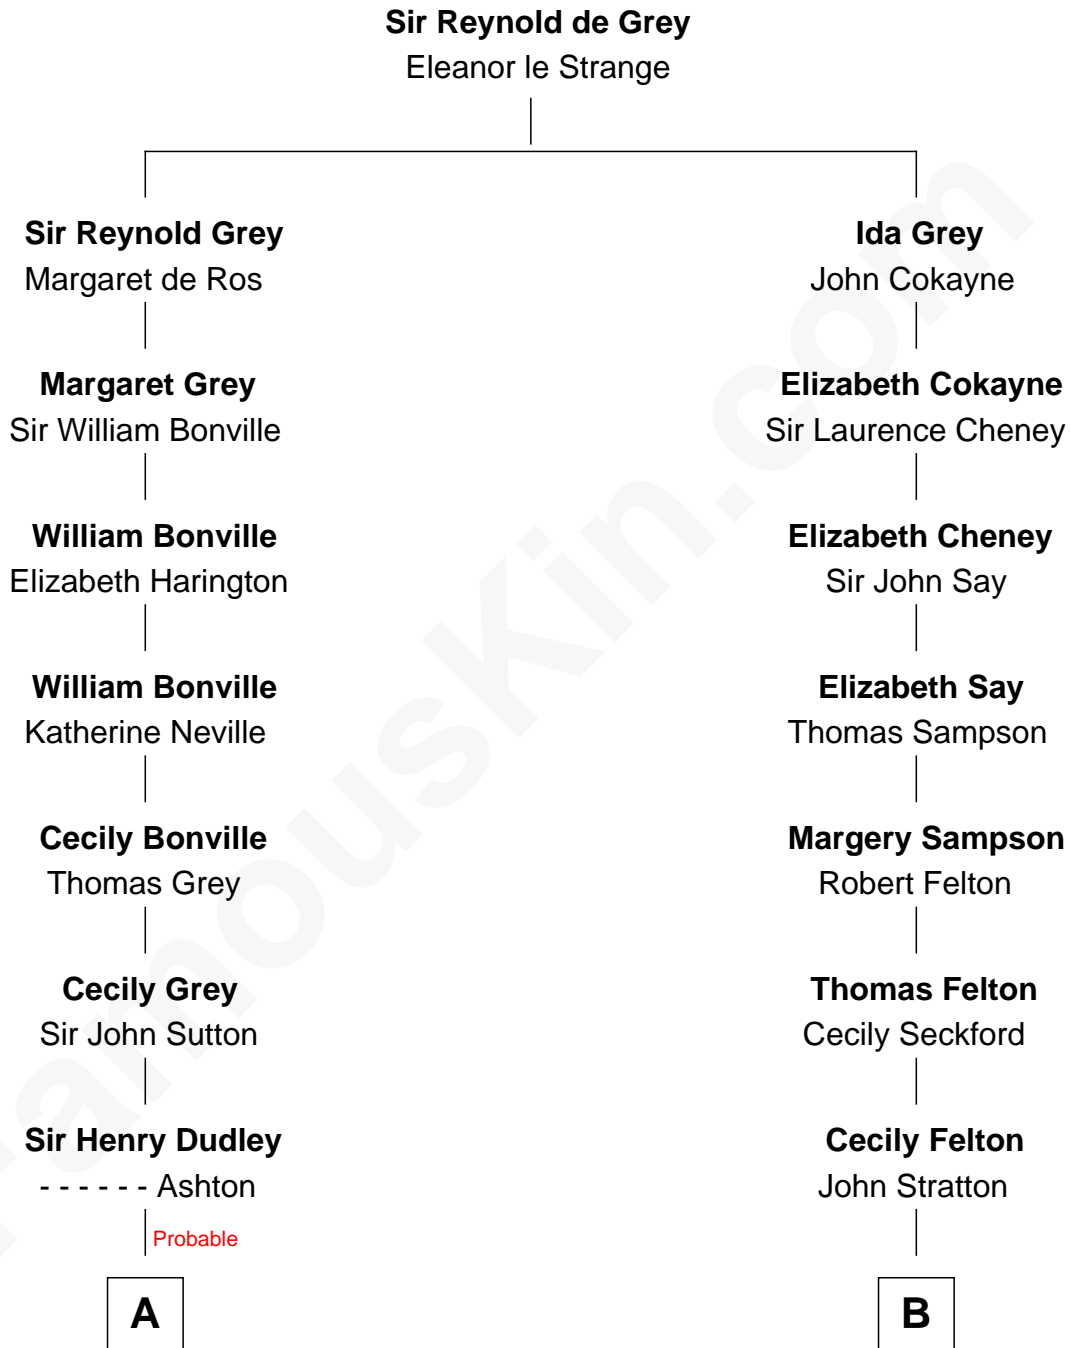 Sir Reynold de Grey
Eleanor le Strange
Sir Reynold Grey
Margaret de Ros
Ida Grey
John Cokayne
Margaret Grey
Sir William Bonville
Elizabeth Cokayne
Sir Laurence Cheney
William Bonville
Elizabeth Harington
Elizabeth Cheney
Sir John Say
William Bonville
Katherine Neville
Elizabeth Say
Thomas Sampson
Cecily Bonville
Thomas Grey
Margery Sampson
Robert Felton
Cecily Grey
Sir John Sutton
Thomas Felton
Cecily Seckford
Sir Henry Dudley
- - - - - - Ashton
Cecily Felton
John Stratton
Probable
A
B
FamousKin.com